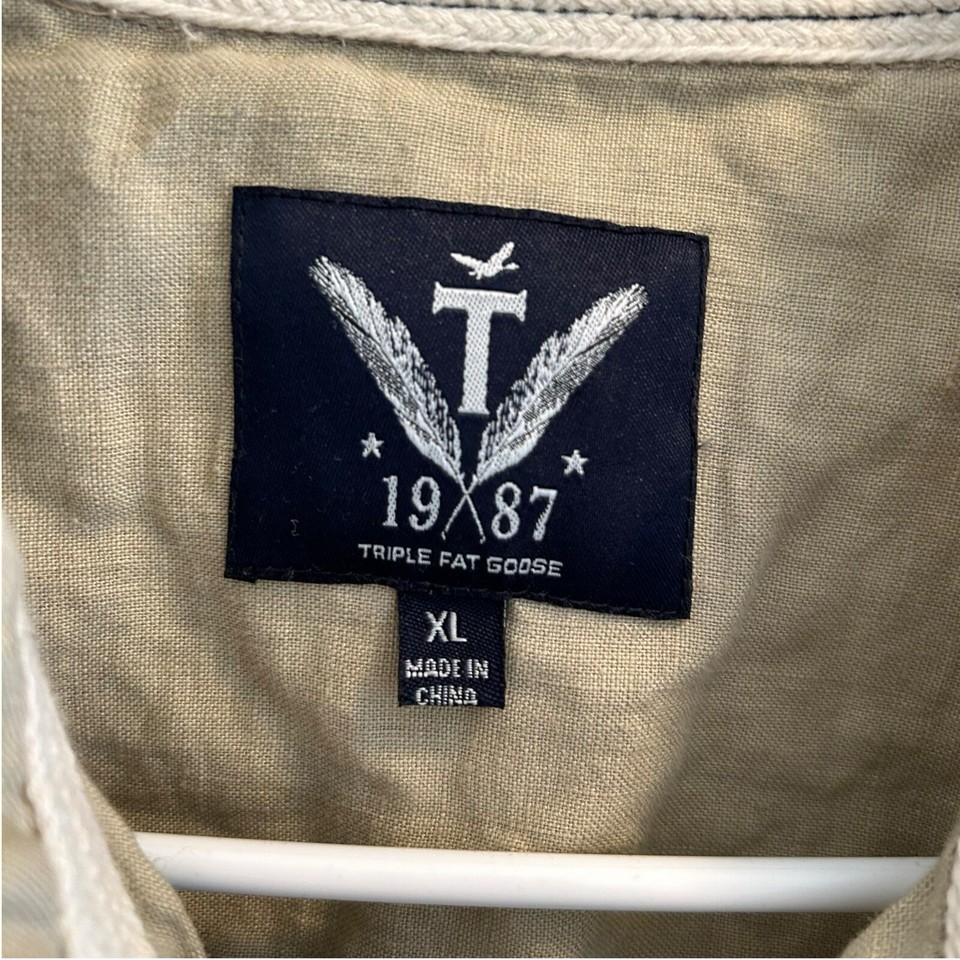 T
19 87
TRIPLE FAT GOOSE
XL
MADE IN
CHINA